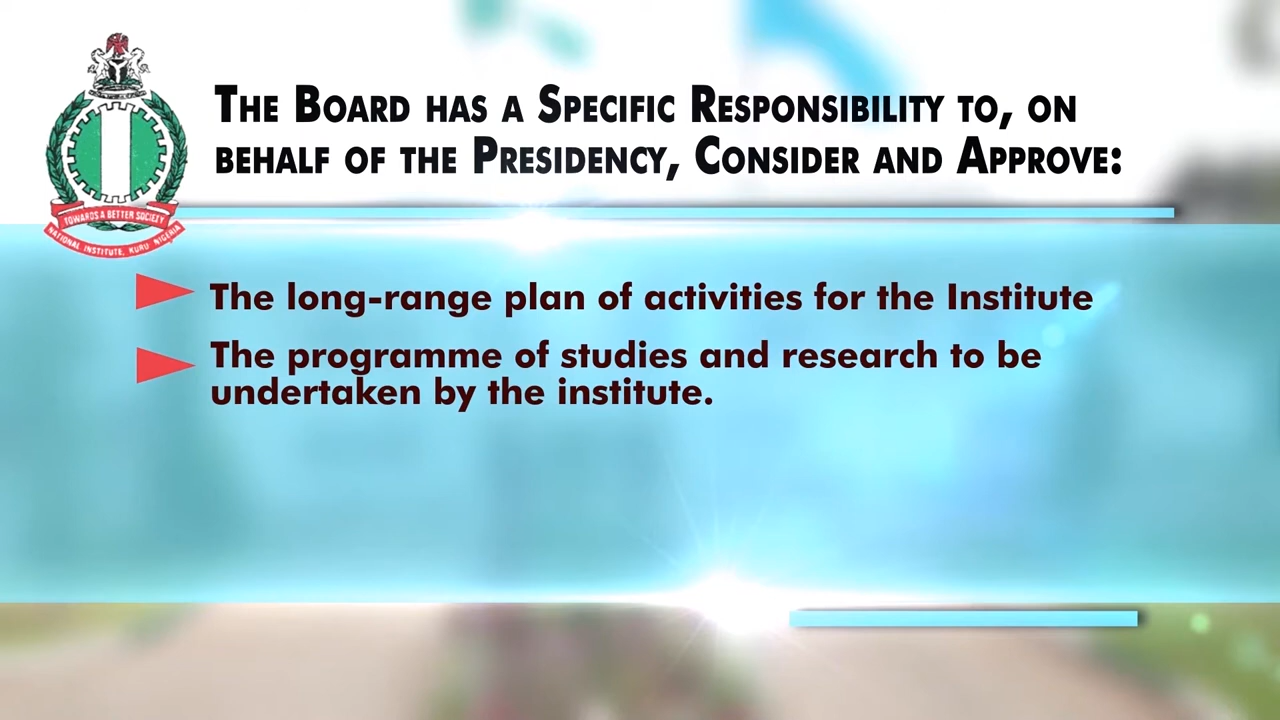 THE BOARD HAS A SPECIFIC RESPONSIBILITY TO, ON
BEHALF OF THE PRESIDENCY, CONSIDER AND APPROVE:
TOWARDS A BETTER SOCIETY
NATIONAL INSTITUTE, KURU NIGERIA
The long-range plan of activities for the Institute
The programme of studies and research to be
undertaken by the institute.